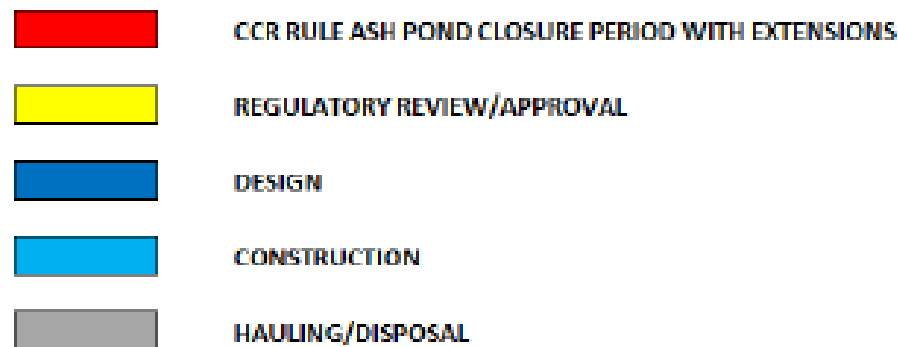 CCR RULE ASH POND CLOSURE PERIOD WITH EXTENSIONS
REGULATORY REVIEW/APPROVAL
DESIGN
CONSTRUCTION
HAULING/DISPOSAL